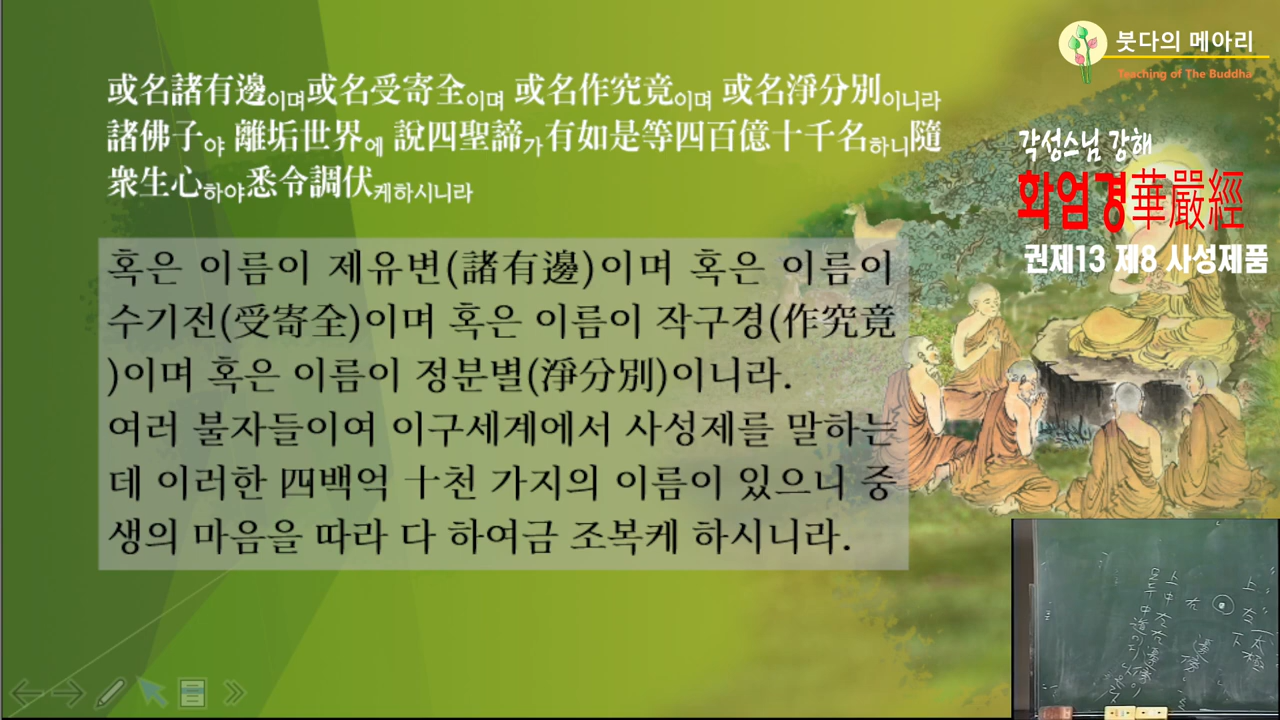 或名諸有邊이며或名受寄全이며 或名作究竟이며 或名淨分別이니라
諸佛子야 離垢世界에 說四聖諦가有如是等四百億十千名하니隨
衆生心하야悉令調伏케하시니라
혹은 이름이 제유변(諸有邊)이며 혹은 이름이
수기전(受寄全)이며 혹은 이름이 작구경(作究竟
)이며 혹은 이름이 정분별(淨分別)이니라.
여러 불자들이여 이구세계에서 사성제를 말하는
데 이러한 四백억 十천 가지의 이름이 있으니 중
생의 마음을 따라 다 하여금 조복케 하시니라.
붓다의 메아리
Teaching of The Buddha
각성스님 강해
화엄경華嚴經
권제13 제8 사성제품